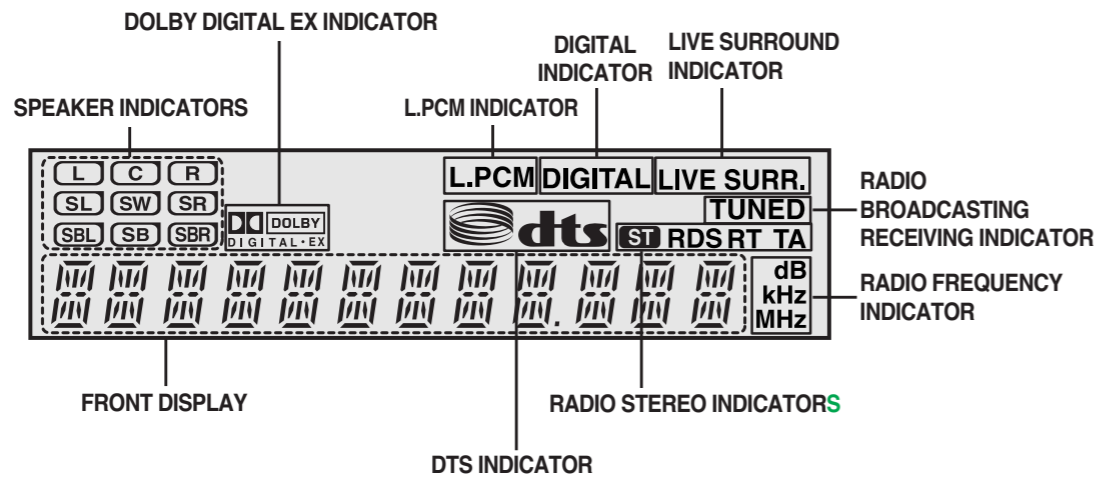 DOLBY DIGITAL EX INDICATOR
DIGITAL
INDICATOR
LIVE SURROUND
INDICATOR
SPEAKER INDICATORS
L.PCM INDICATOR
L C R
SL SW SR
SBL SB SBR
DOLBY
DIGITAL·EX
L.PCM DIGITAL LIVE SURR.
TUNED
dts
ST RDS RT TA
dB
kHz
MHz
RADIO
BROADCASTING
RECEIVING INDICATOR
RADIO FREQUENCY
INDICATOR
FRONT DISPLAY
RADIO STEREO INDICATORS
DTS INDICATOR